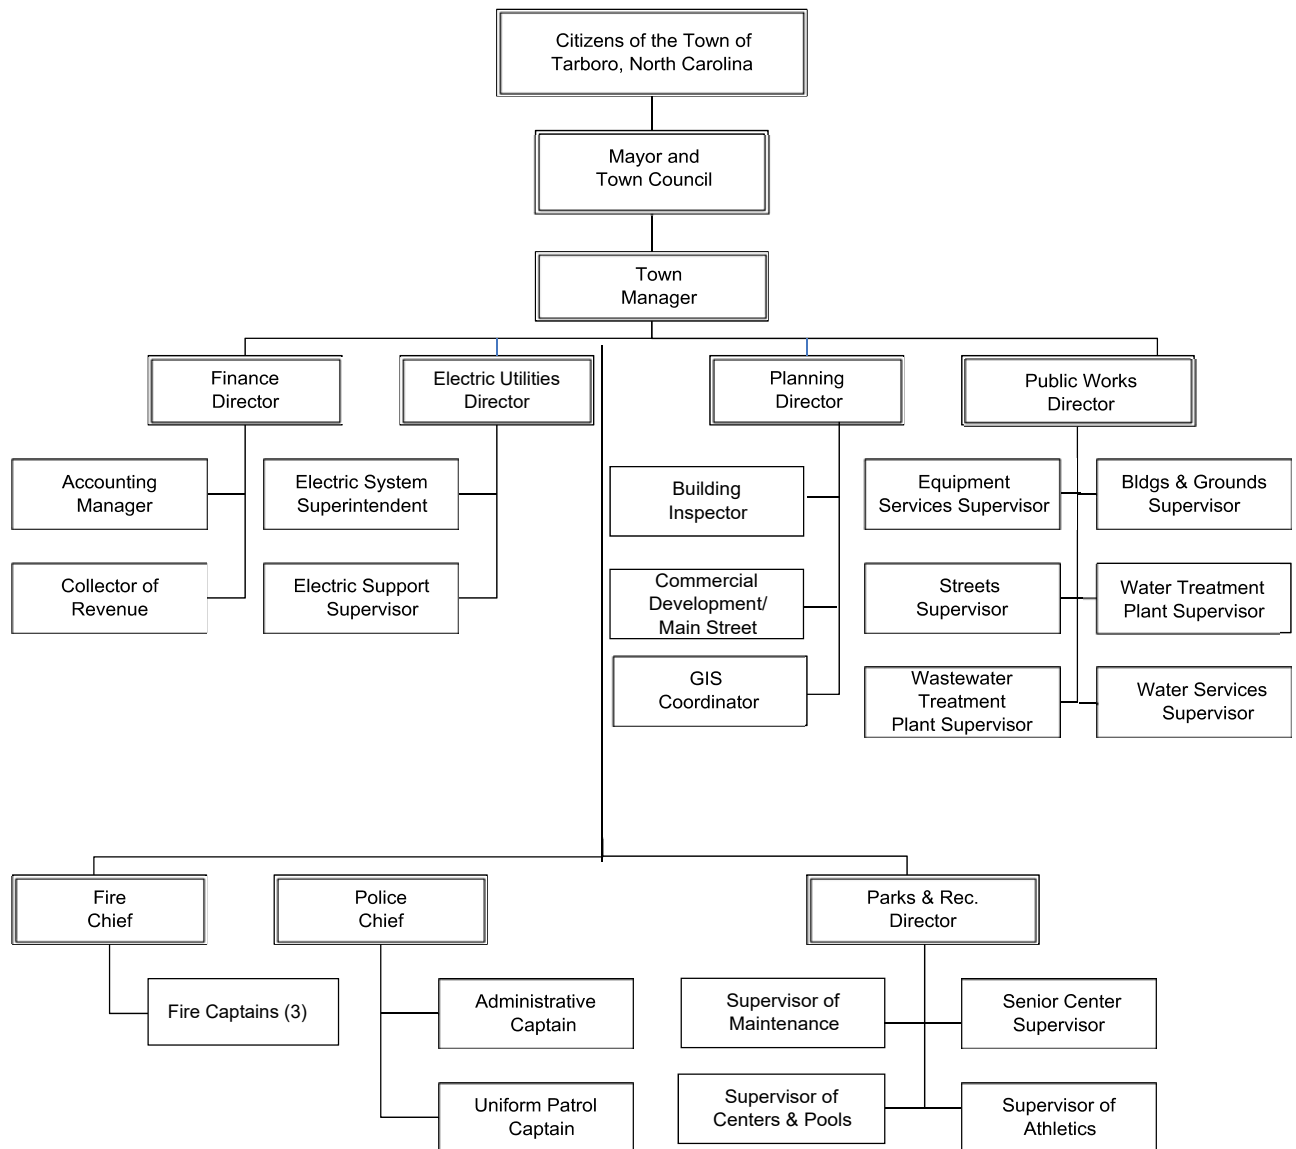 Citizens of the Town of
Tarboro, North Carolina
Mayor and
Town Council
Town
Manager
Finance
Director
Electric Utilities
Director
Planning
Director
Public Works
Director
Accounting
Manager
Electric System
Superintendent
Building
Inspector
Equipment
Services Supervisor
Bldgs & Grounds
Supervisor
Collector of
Revenue
Electric Support
Supervisor
Commercial
Development/
Main Street
Streets
Supervisor
Water Treatment
Plant Supervisor
GIS
Coordinator
Wastewater
Treatment
Plant Supervisor
Water Services
Supervisor
Fire
Chief
Police
Chief
Parks & Rec.
Director
Fire Captains (3)
Administrative
Captain
Supervisor of
Maintenance
Senior Center
Supervisor
Uniform Patrol
Captain
Supervisor of
Centers & Pools
Supervisor of
Athletics